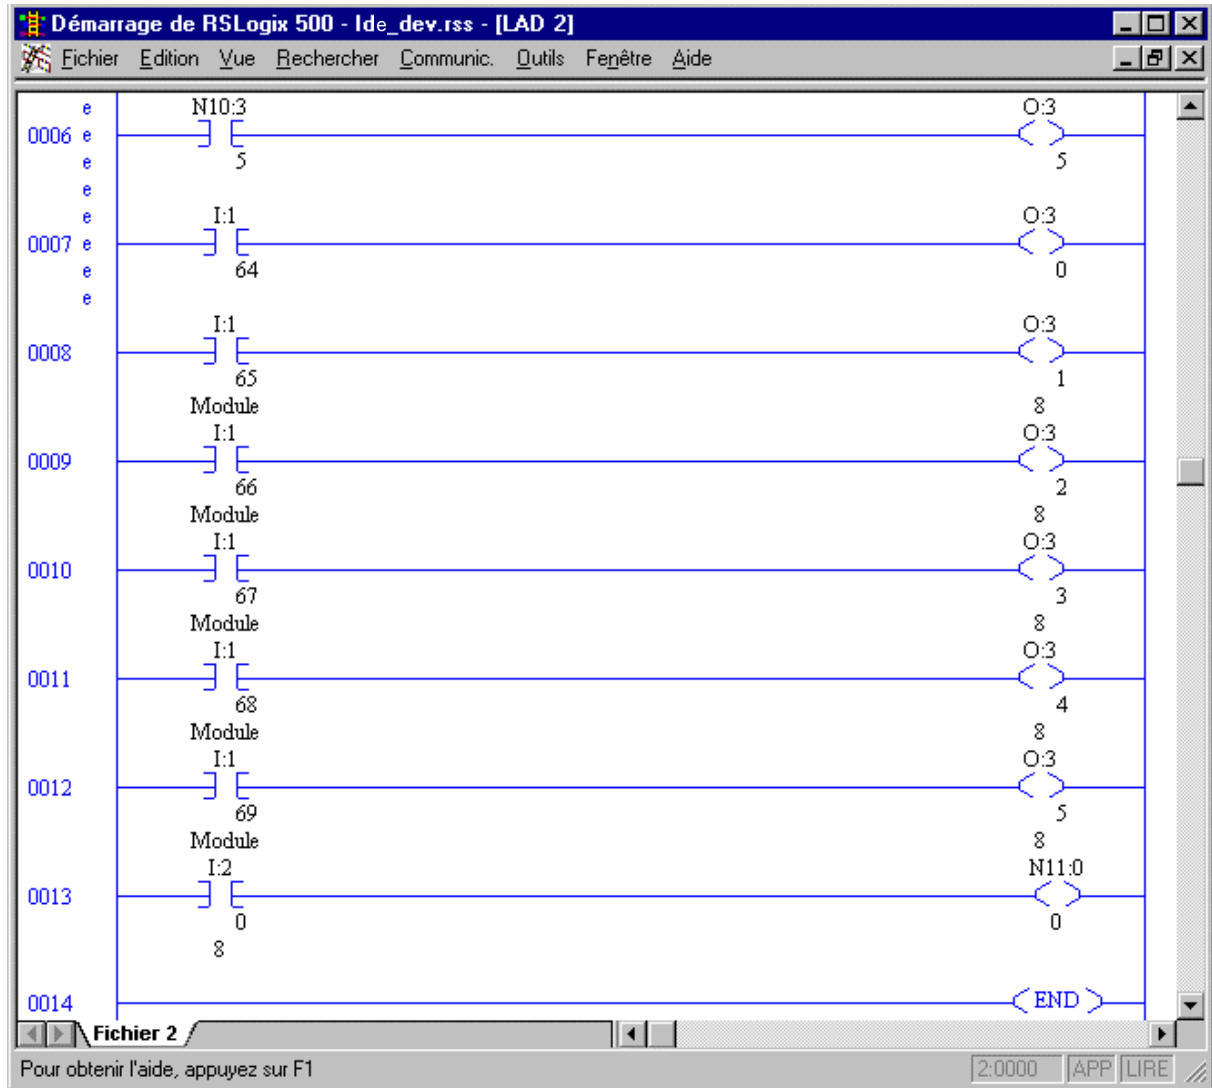 Démarrage de RSLogix 500 - Ide_dev.rss - [LAD 2]
Fichier Edition Vue Rechercher Communic. Outils Fenêtre Aide
e N10:3 O:3
0006 e
e 5 5
e
e I:1 O:3
0007 e
e 64 0
e
I:1 O:3
0008
65 1
Module 8
I:1 O:3
0009
66 2
Module 8
I:1 O:3
0010
67 3
Module 8
I:1 O:3
0011
68 4
Module 8
I:1 O:3
0012
69 5
Module 8
I:2 N11:0
0013
0 0
8
0014 END
Fichier 2
Pour obtenir l'aide, appuyez sur F1 2:0000 APP LIRE